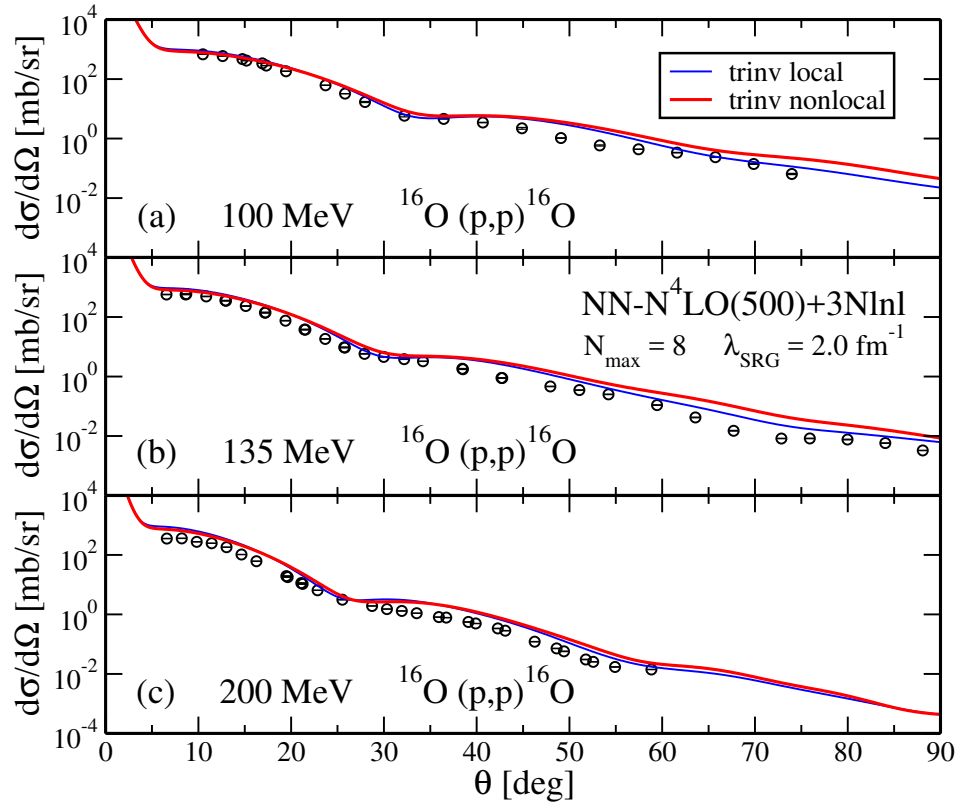 10^4
10^2
10^0
10^-2
10^4
dσ/dΩ [mb/sr]
trinv local
trinv nonlocal
(a) 100 MeV ^16O (p,p)^16O
10^2
10^0
10^-2
10^4
dσ/dΩ [mb/sr]
NN-N^4LO(500)+3Nlnl
N_max = 8 λ_SRG = 2.0 fm^-1
(b) 135 MeV ^16O (p,p)^16O
10^2
10^0
10^-2
10^-4
dσ/dΩ [mb/sr]
(c) 200 MeV ^16O (p,p)^16O
0 10 20 30 40 50 60 70 80 90
θ [deg]